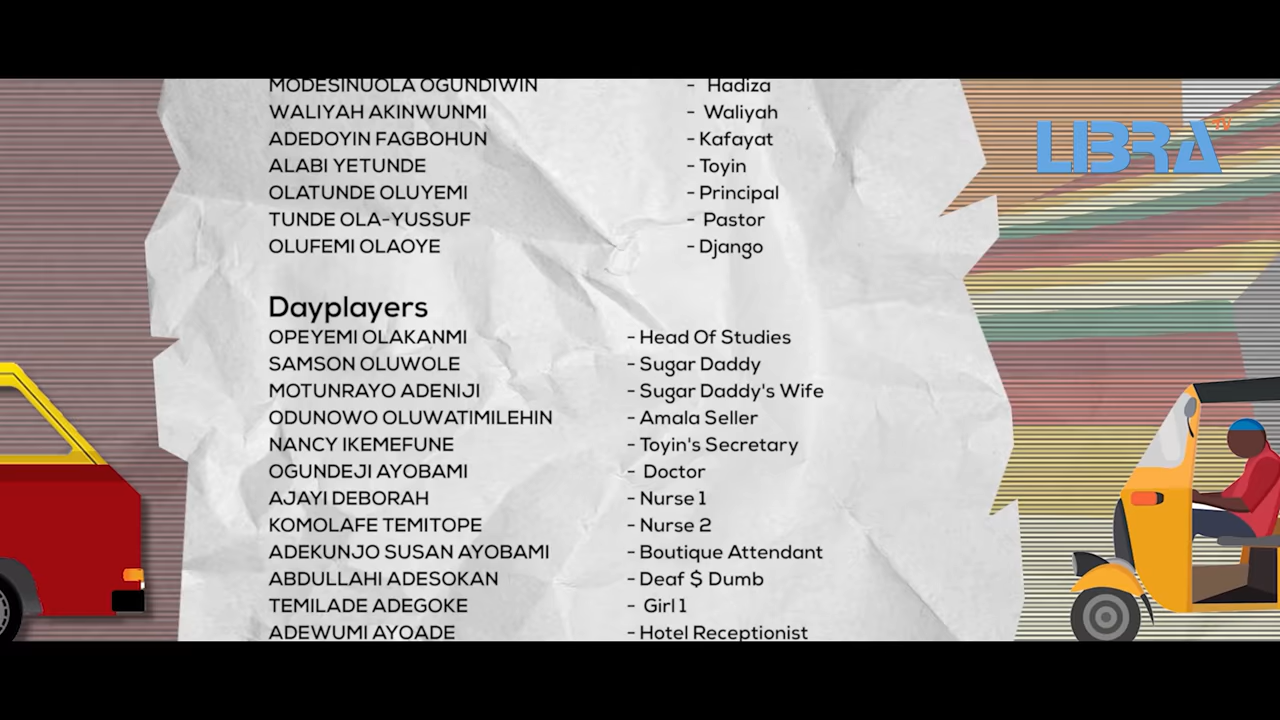 MODESINUOLA OGUNDIWIN - Hadiza
WALIYAH AKINWUNMI - Waliyah
ADEDOYIN FAGBOHUN - Kafayat
ALABI YETUNDE - Toyin
OLATUNDE OLUYEMI - Principal
TUNDE OLA-YUSSUF - Pastor
OLUFEMI OLAOYE - Django
LIBRA TV
Dayplayers
OPEYEMI OLAKANMI - Head Of Studies
SAMSON OLUWOLE - Sugar Daddy
MOTUNRAYO ADENIJI - Sugar Daddy's Wife
ODUNOWO OLUWATIMILEHIN - Amala Seller
NANCY IKEMEFUNE - Toyin's Secretary
OGUNDEJI AYOBAMI - Doctor
AJAYI DEBORAH - Nurse 1
KOMOLAFE TEMITOPE - Nurse 2
ADEKUNJO SUSAN AYOBAMI - Boutique Attendant
ABDULLAHI ADESOKAN - Deaf $ Dumb
TEMILADE ADEGOKE - Girl 1
ADEWUMI AYOADE - Hotel Receptionist